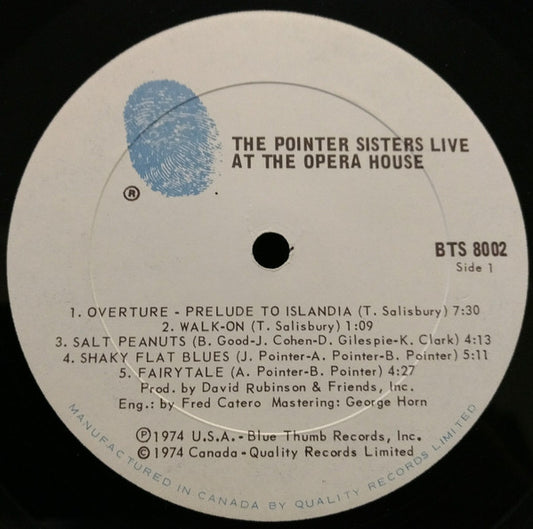 THE POINTER SISTERS LIVE
AT THE OPERA HOUSE
®
BTS 8002
Side 1
1. OVERTURE - PRELUDE TO ISLANDIA (T. Salisbury) 7:30
2. WALK-ON (T. Salisbury) 1:09
3. SALT PEANUTS (B. Good-J. Cohen-D. Gillespie-K. Clark) 4:13
4. SHAKY FLAT BLUES (J. Pointer-A. Pointer-B. Pointer) 5:11
5. FAIRYTALE (A. Pointer-B. Pointer) 4:27
Prod. by David Rubinson & Friends, Inc.
Eng.: by Fred Catero Mastering: George Horn
℗ 1974 U.S.A.- Blue Thumb Records, Inc.
© 1974 Canada - Quality Records Limited
MANUFACTURED IN CANADA BY QUALITY RECORDS LIMITED